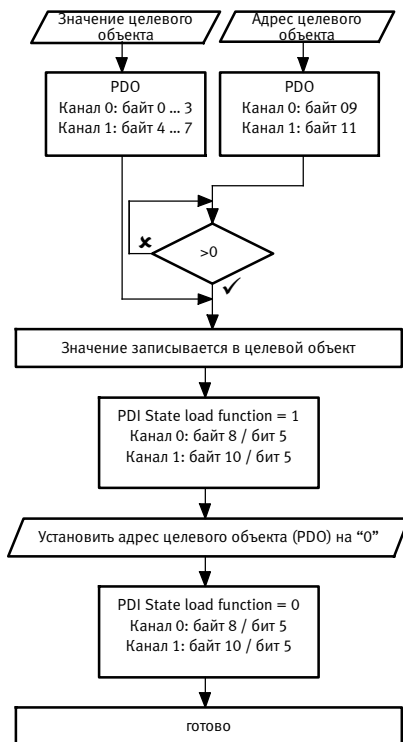 Значение целевого
объекта
Адрес целевого
объекта
PDO
Канал 0: байт 0 ... 3
Канал 1: байт 4 ... 7
PDO
Канал 0: байт 09
Канал 1: байт 11
>0
Значение записывается в целевой объект
PDI State load function = 1
Канал 0: байт 8 / бит 5
Канал 1: байт 10 / бит 5
Установить адрес целевого объекта (PDO) на “0”
PDI State load function = 0
Канал 0: байт 8 / бит 5
Канал 1: байт 10 / бит 5
готово